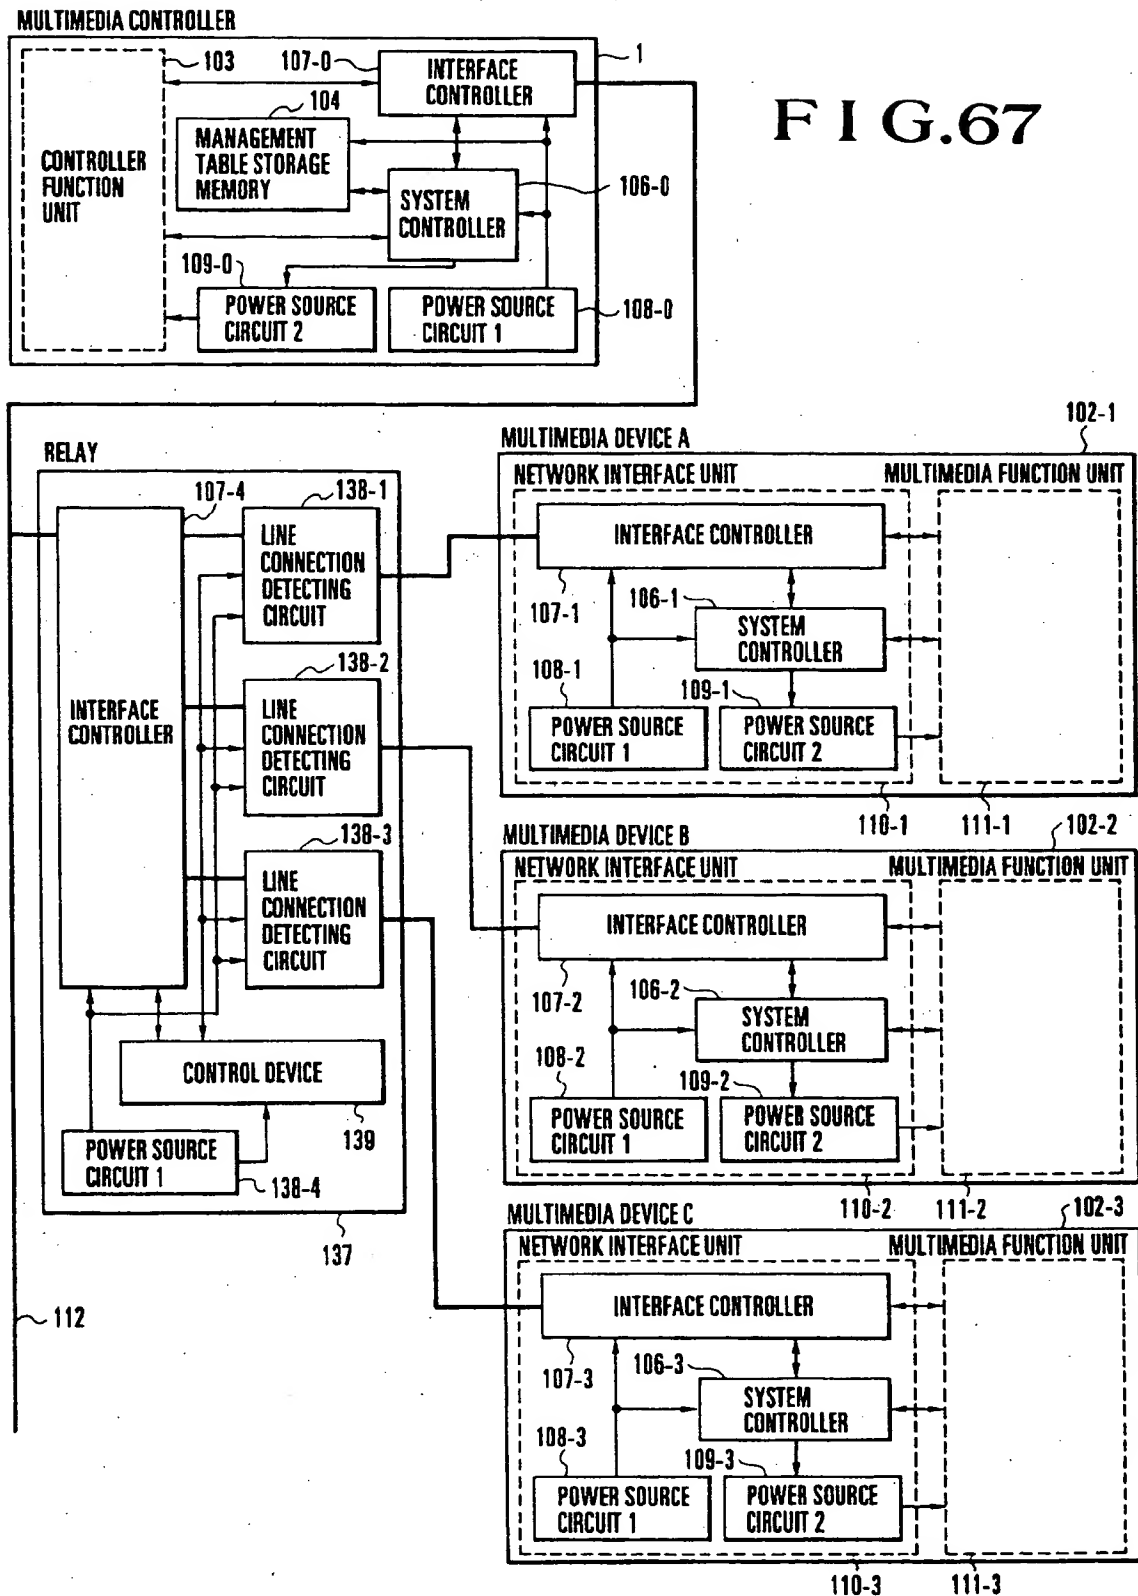 MULTIMEDIA CONTROLLER
103
107-0
INTERFACE
CONTROLLER
1
FIG.67
104
MANAGEMENT
TABLE STORAGE
MEMORY
CONTROLLER
FUNCTION
UNIT
SYSTEM
CONTROLLER
106-0
109-0
POWER SOURCE
CIRCUIT 2
POWER SOURCE
CIRCUIT 1
108-0
RELAY
107-4
138-1
LINE
CONNECTION
DETECTING
CIRCUIT
138-2
LINE
CONNECTION
DETECTING
CIRCUIT
INTERFACE
CONTROLLER
138-3
LINE
CONNECTION
DETECTING
CIRCUIT
CONTROL DEVICE
139
POWER SOURCE
CIRCUIT 1
138-4
137
112
MULTIMEDIA DEVICE A
102-1
NETWORK INTERFACE UNIT
MULTIMEDIA FUNCTION UNIT
INTERFACE CONTROLLER
107-1
106-1
SYSTEM
CONTROLLER
108-1
109-1
POWER SOURCE
CIRCUIT 1
POWER SOURCE
CIRCUIT 2
110-1
111-1
MULTIMEDIA DEVICE B
102-2
NETWORK INTERFACE UNIT
MULTIMEDIA FUNCTION UNIT
INTERFACE CONTROLLER
107-2
106-2
SYSTEM
CONTROLLER
108-2
109-2
POWER SOURCE
CIRCUIT 1
POWER SOURCE
CIRCUIT 2
110-2
111-2
MULTIMEDIA DEVICE C
102-3
NETWORK INTERFACE UNIT
MULTIMEDIA FUNCTION UNIT
INTERFACE CONTROLLER
107-3
106-3
SYSTEM
CONTROLLER
108-3
109-3
POWER SOURCE
CIRCUIT 1
POWER SOURCE
CIRCUIT 2
110-3
111-3